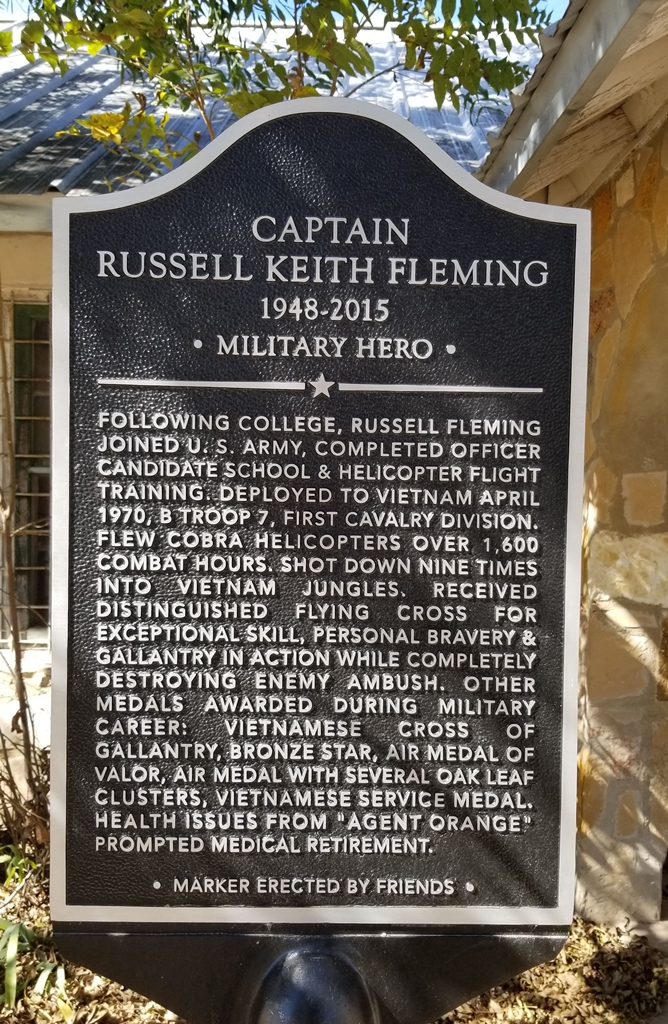 CAPTAIN
RUSSELL KEITH FLEMING
1948-2015
• MILITARY HERO •
FOLLOWING COLLEGE, RUSSELL FLEMING
JOINED U. S. ARMY, COMPLETED OFFICER
CANDIDATE SCHOOL & HELICOPTER FLIGHT
TRAINING. DEPLOYED TO VIETNAM APRIL
1970, B TROOP 7, FIRST CAVALRY DIVISION.
FLEW COBRA HELICOPTERS OVER 1,600
COMBAT HOURS. SHOT DOWN NINE TIMES
INTO VIETNAM JUNGLES. RECEIVED
DISTINGUISHED FLYING CROSS FOR
EXCEPTIONAL SKILL, PERSONAL BRAVERY &
GALLANTRY IN ACTION WHILE COMPLETELY
DESTROYING ENEMY AMBUSH. OTHER
MEDALS AWARDED DURING MILITARY
CAREER: VIETNAMESE CROSS OF
GALLANTRY, BRONZE STAR, AIR MEDAL OF
VALOR, AIR MEDAL WITH SEVERAL OAK LEAF
CLUSTERS, VIETNAMESE SERVICE MEDAL.
HEALTH ISSUES FROM "AGENT ORANGE"
PROMPTED MEDICAL RETIREMENT.
• MARKER ERECTED BY FRIENDS •